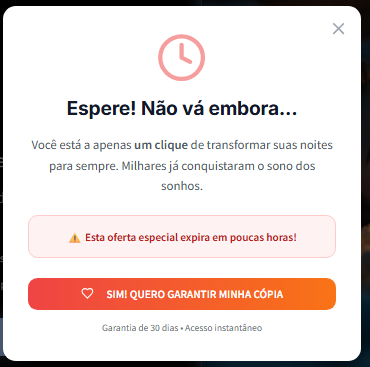 Espere! Não vá embora...
Você está a apenas um clique de transformar suas noites
para sempre. Milhares já conquistaram o sono dos
sonhos.
⚠️ Esta oferta especial expira em poucas horas!
SIM! QUERO GARANTIR MINHA CÓPIA
Garantia de 30 dias • Acesso instantâneo